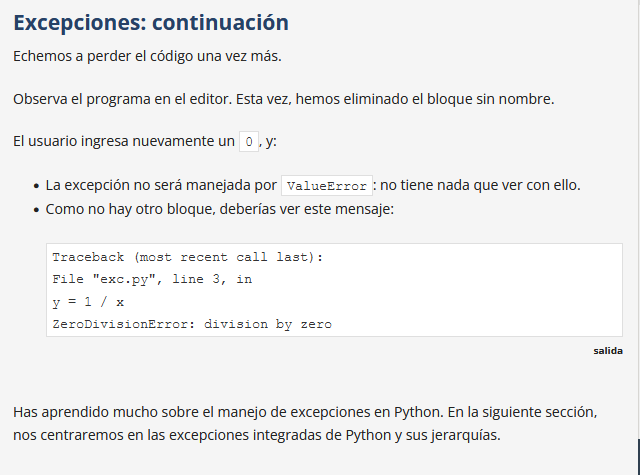 Excepciones: continuación
Echemos a perder el código una vez más.
Observa el programa en el editor. Esta vez, hemos eliminado el bloque sin nombre.
El usuario ingresa nuevamente un 0, y:
• La excepción no será manejada por ValueError: no tiene nada que ver con ello.
• Como no hay otro bloque, deberías ver este mensaje:
Traceback (most recent call last):
File "exc.py", line 3, in
y = 1 / x
ZeroDivisionError: division by zero
salida
Has aprendido mucho sobre el manejo de excepciones en Python. En la siguiente sección,
nos centraremos en las excepciones integradas de Python y sus jerarquías.